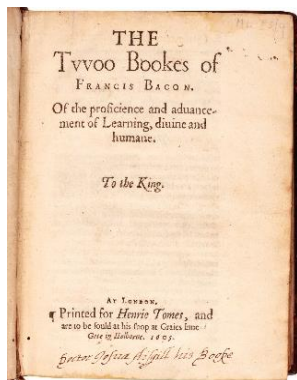 THE
Tvvoo Bookes of
FRANCIS BACON.
Of the proficience and aduance-
ment of Learning, diuine and
humane.
To the King.
AT LONDON,
¶ Printed for Henrie Tomes, and
are to be sould at his shop at Graies Inne
Gate in Holborne. 1605.
his Booke